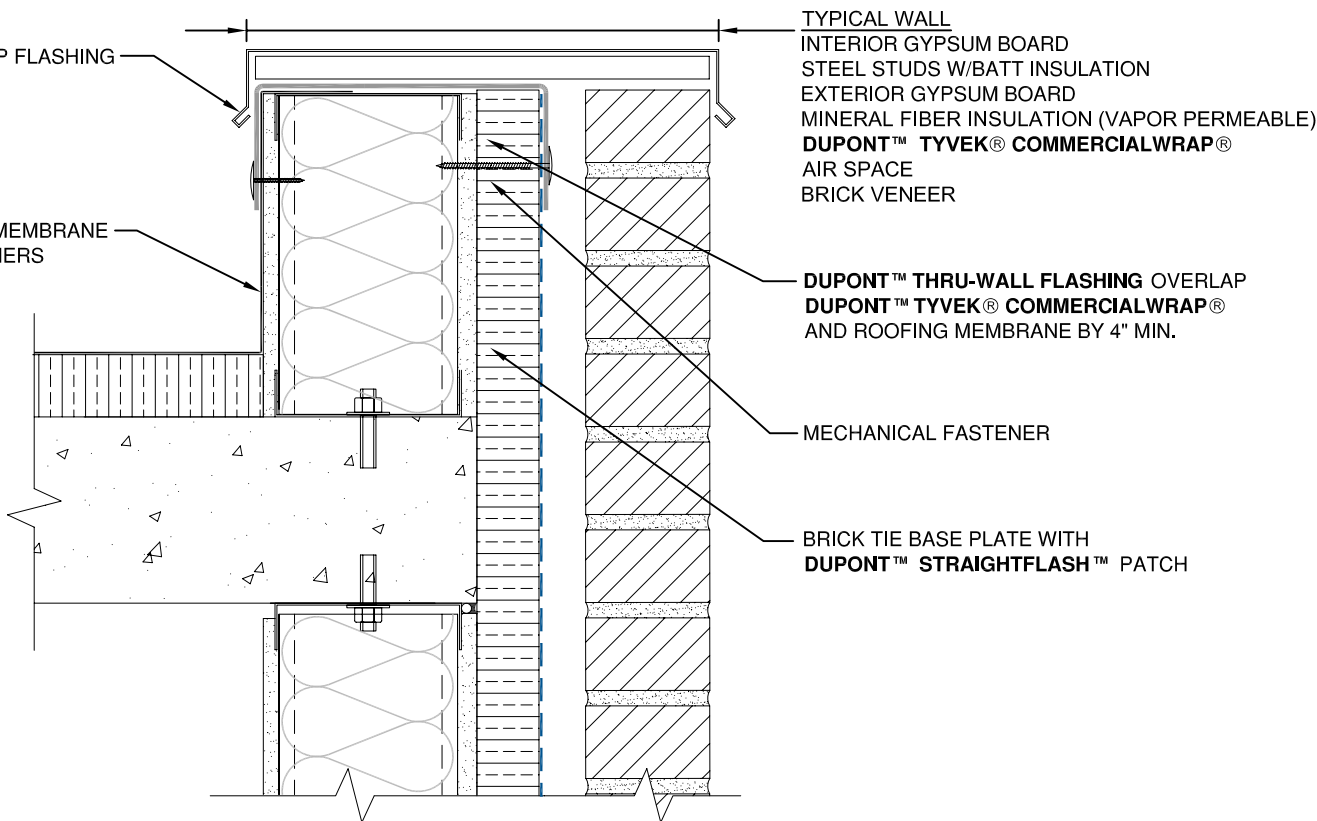 P FLASHING
MEMBRANE
TYPICAL WALL
INTERIOR GYPSUM BOARD
STEEL STUDS W/BATT INSULATION
EXTERIOR GYPSUM BOARD
MINERAL FIBER INSULATION (VAPOR PERMEABLE)
DUPONT™ TYVEK® COMMERCIALWRAP®
AIR SPACE
BRICK VENEER
DUPONT™ THRU-WALL FLASHING OVERLAP
DUPONT™ TYVEK® COMMERCIALWRAP®
AND ROOFING MEMBRANE BY 4" MIN.
MECHANICAL FASTENER
BRICK TIE BASE PLATE WITH
DUPONT™ STRAIGHTFLASH™ PATCH